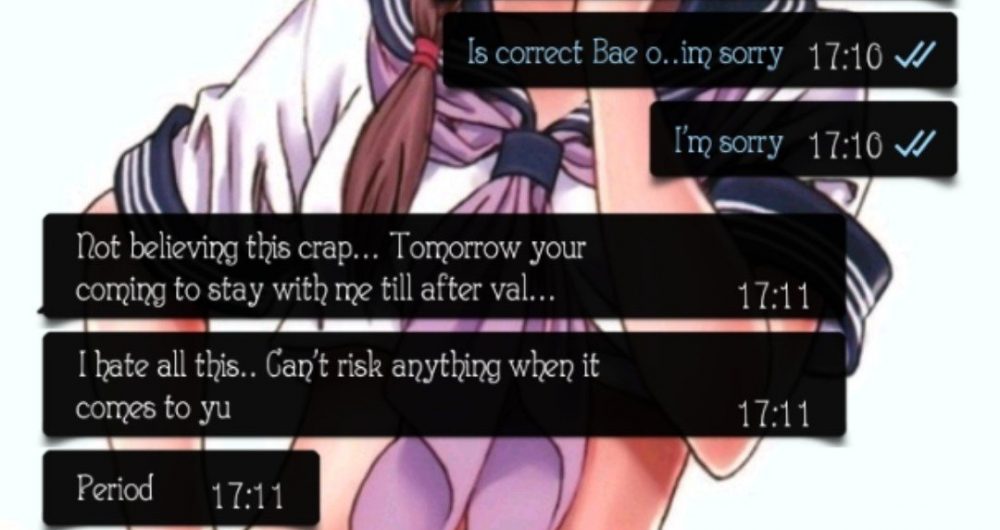 Is correct Bae o..im sorry 17:10
I'm sorry 17:10
Not believing this crap... Tomorrow your
coming to stay with me till after val... 17:11
I hate all this.. Can't risk anything when it
comes to yu 17:11
Period 17:11